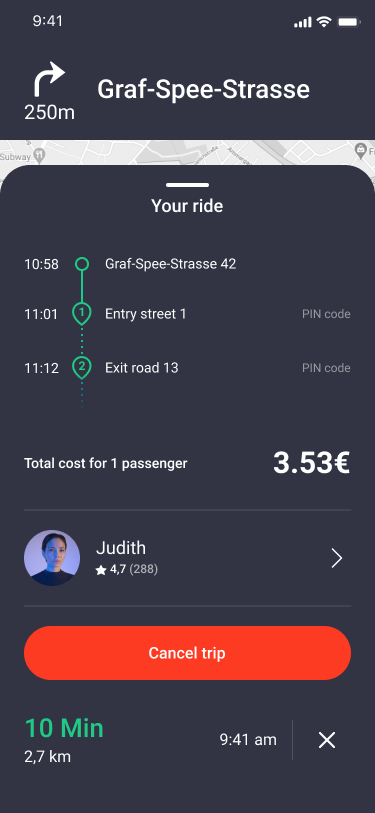 9:41
250m
Graf-Spee-Strasse
Subway
Your ride
10:58 Graf-Spee-Strasse 42
11:01 1 Entry street 1 PIN code
11:12 2 Exit road 13 PIN code
Total cost for 1 passenger 3.53€
Judith
4,7 (288)
Cancel trip
10 Min
2,7 km
9:41 am